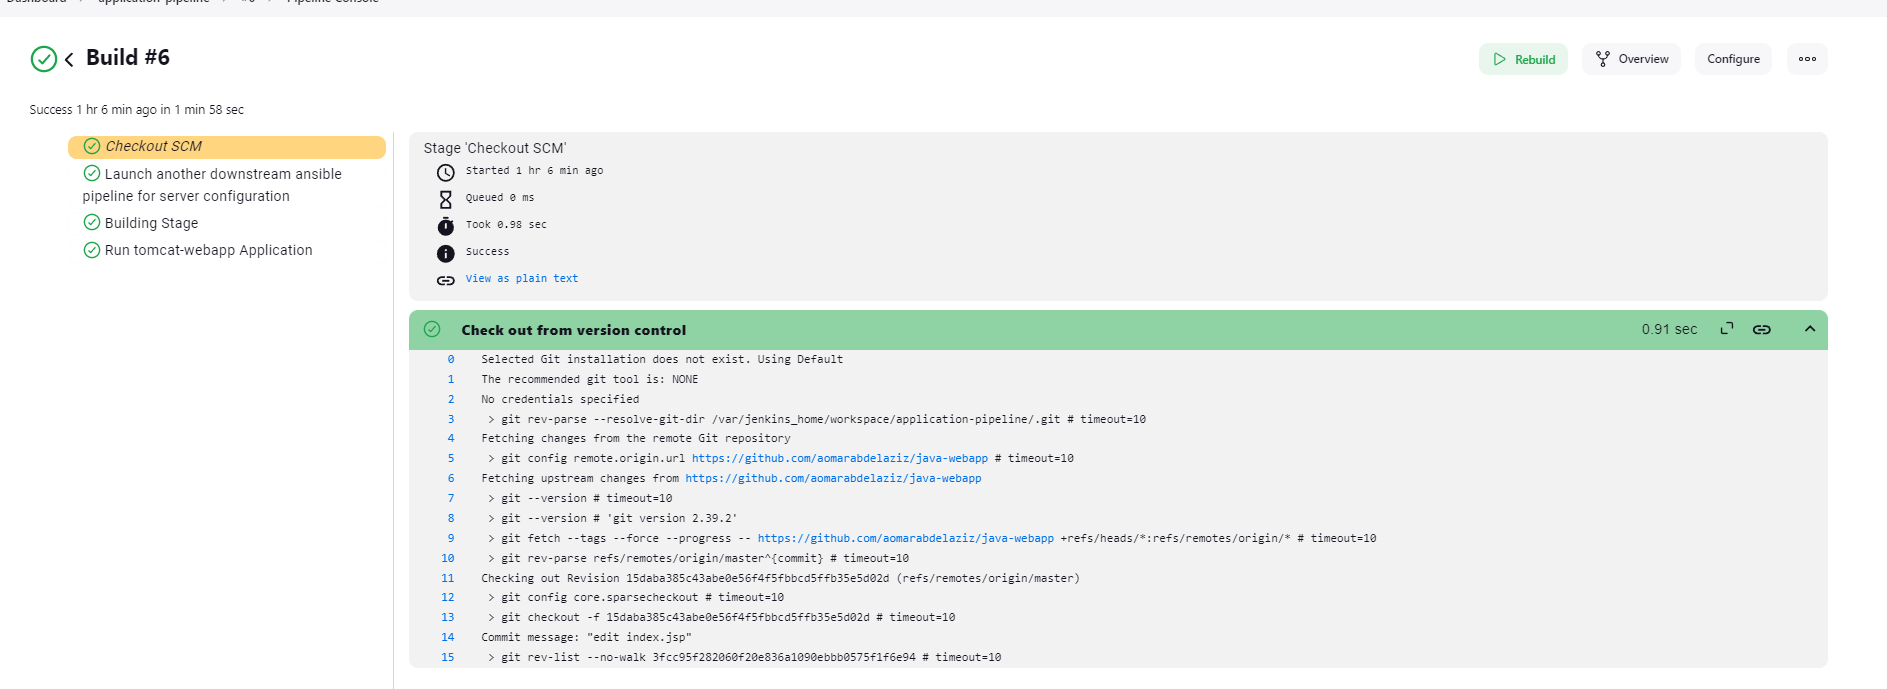 Dashboard > application-pipeline > #6 > Pipeline Console
Build #6
Rebuild
Overview
Configure
Success 1 hr 6 min ago in 1 min 58 sec
Checkout SCM
Launch another downstream ansible
pipeline for server configuration
Building Stage
Run tomcat-webapp Application
Stage 'Checkout SCM'
Started 1 hr 6 min ago
Queued 0 ms
Took 0.98 sec
Success
View as plain text
Check out from version control
0.91 sec
0 Selected Git installation does not exist. Using Default
1 The recommended git tool is: NONE
2 No credentials specified
3 > git rev-parse --resolve-git-dir /var/jenkins_home/workspace/application-pipeline/.git # timeout=10
4 Fetching changes from the remote Git repository
5 > git config remote.origin.url https://github.com/aomarabdelaziz/java-webapp # timeout=10
6 Fetching upstream changes from https://github.com/aomarabdelaziz/java-webapp
7 > git --version # timeout=10
8 > git --version # 'git version 2.39.2'
9 > git fetch --tags --force --progress -- https://github.com/aomarabdelaziz/java-webapp +refs/heads/*:refs/remotes/origin/* # timeout=10
10 > git rev-parse refs/remotes/origin/master^{commit} # timeout=10
11 Checking out Revision 15daba385c43abe0e56f4f5fbbcd5ffb35e5d02d (refs/remotes/origin/master)
12 > git config core.sparsecheckout # timeout=10
13 > git checkout -f 15daba385c43abe0e56f4f5fbbcd5ffb35e5d02d # timeout=10
14 Commit message: "edit index.jsp"
15 > git rev-list --no-walk 3fcc95f282060f20e836a1090ebbb0575f1f6e94 # timeout=10